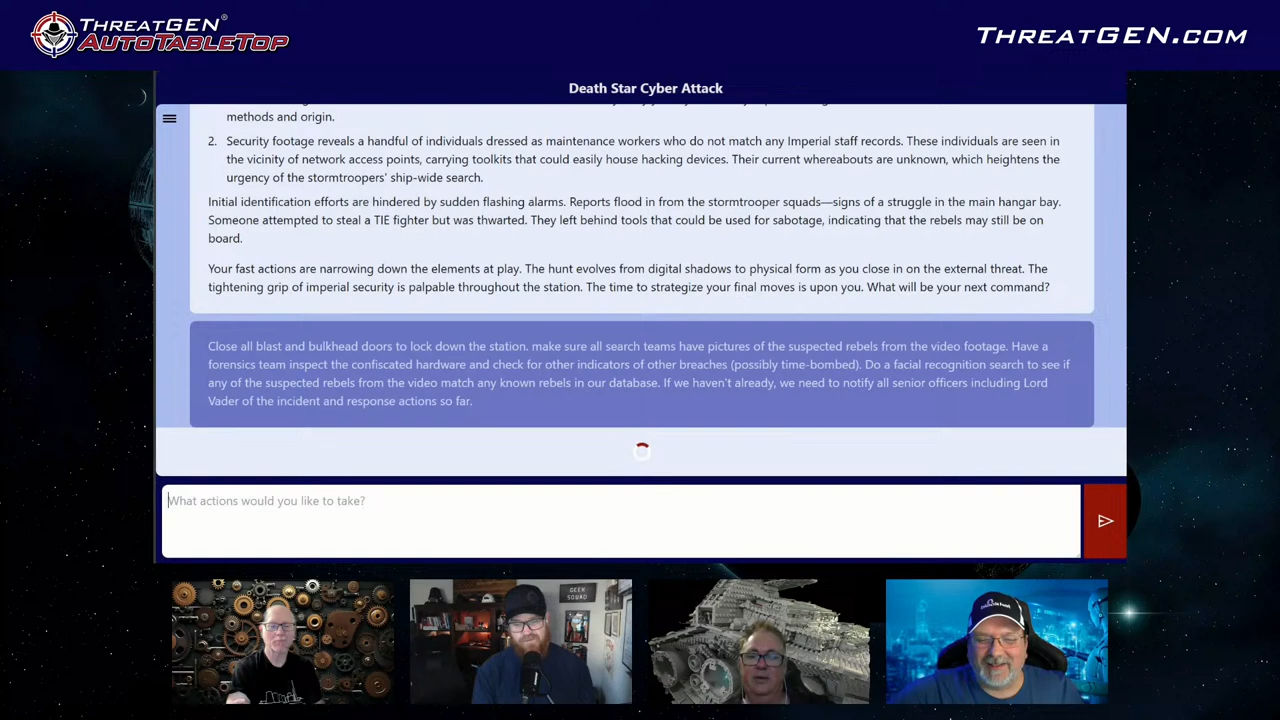 THREATGEN®
AUTOTABLETOP
THREATGEN.COM
Death Star Cyber Attack
methods and origin.
2. Security footage reveals a handful of individuals dressed as maintenance workers who do not match any Imperial staff records. These individuals are seen in
the vicinity of network access points, carrying toolkits that could easily house hacking devices. Their current whereabouts are unknown, which heightens the
urgency of the stormtroopers' ship-wide search.
Initial identification efforts are hindered by sudden flashing alarms. Reports flood in from the stormtrooper squads—signs of a struggle in the main hangar bay.
Someone attempted to steal a TIE fighter but was thwarted. They left behind tools that could be used for sabotage, indicating that the rebels may still be on
board.
Your fast actions are narrowing down the elements at play. The hunt evolves from digital shadows to physical form as you close in on the external threat. The
tightening grip of imperial security is palpable throughout the station. The time to strategize your final moves is upon you. What will be your next command?
Close all blast and bulkhead doors to lock down the station. make sure all search teams have pictures of the suspected rebels from the video footage. Have a
forensics team inspect the confiscated hardware and check for other indicators of other breaches (possibly time-bombed). Do a facial recognition search to see if
any of the suspected rebels from the video match any known rebels in our database. If we haven't already, we need to notify all senior officers including Lord
Vader of the incident and response actions so far.
What actions would you like to take?
GEEK
SQUAD